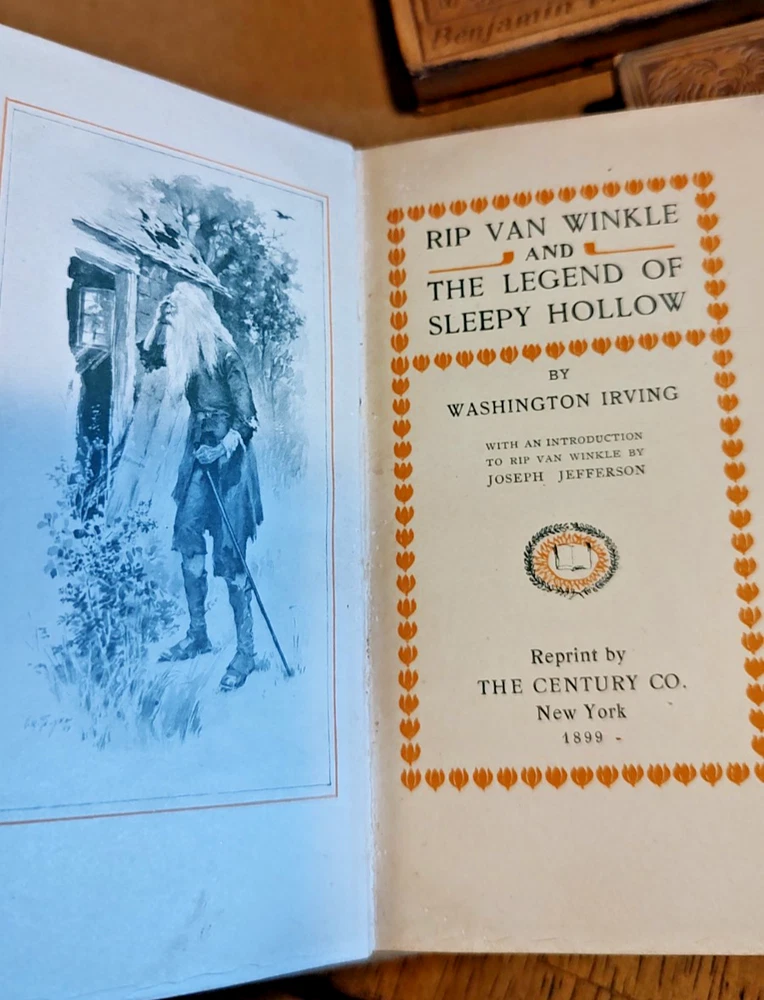 Benjamin
RIP VAN WINKLE
AND
THE LEGEND OF
SLEEPY HOLLOW
BY
WASHINGTON IRVING
WITH AN INTRODUCTION
TO RIP VAN WINKLE BY
JOSEPH JEFFERSON
Reprint by
THE CENTURY CO.
New York
1899 -